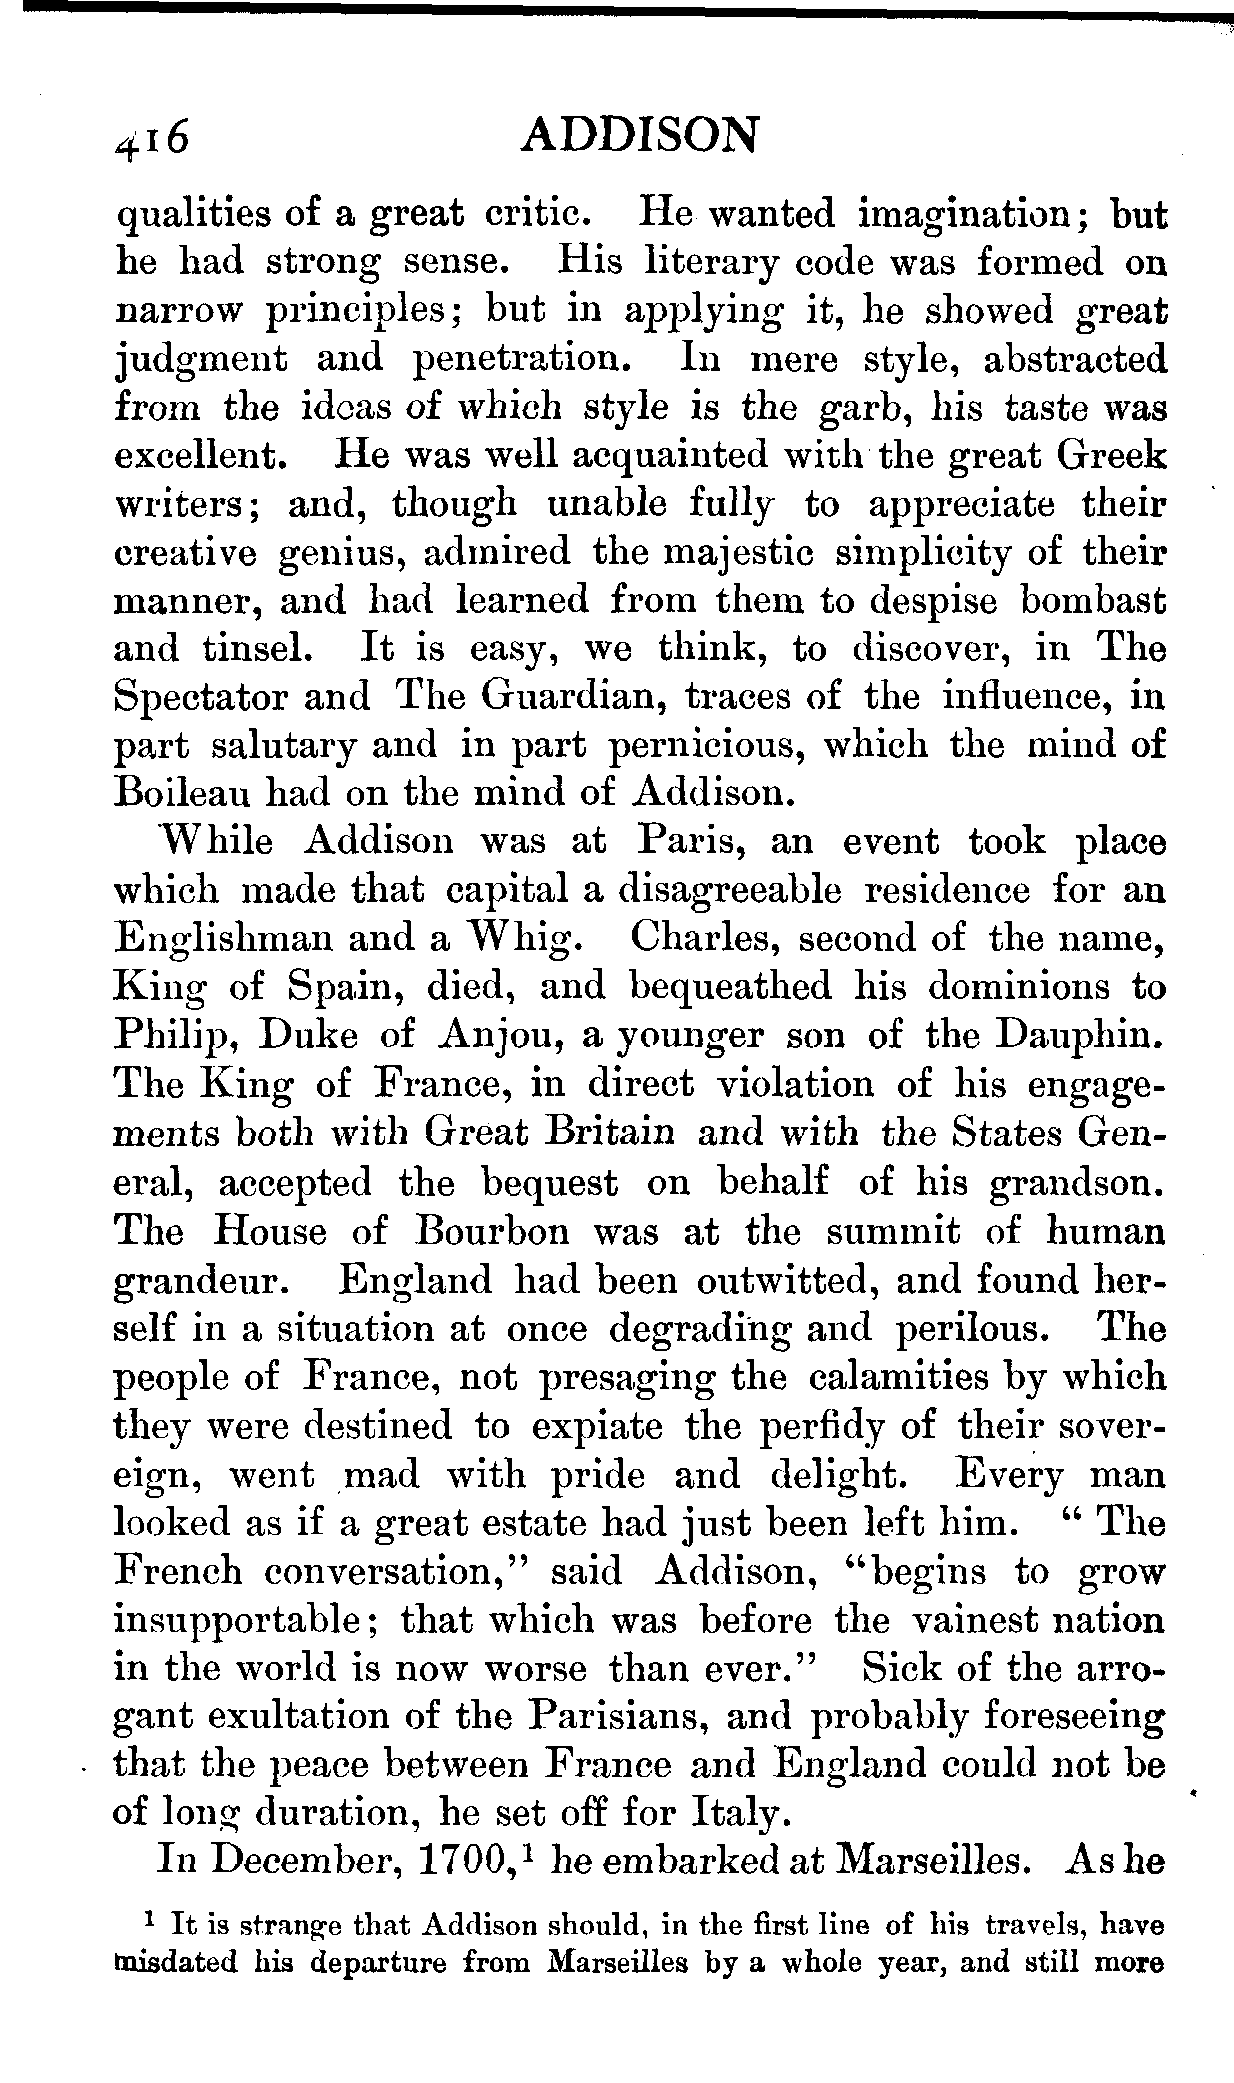 416 ADDISON
qualities of a great critic. He wanted imagination; but
he had strong sense. His literary code was formed on
narrow principles; but in applying it, he showed great
judgment and penetration. In mere style, abstracted
from the ideas of which style is the garb, his taste was
excellent. He was well acquainted with the great Greek
writers; and, though unable fully to appreciate their
creative genius, admired the majestic simplicity of their
manner, and had learned from them to despise bombast
and tinsel. It is easy, we think, to discover, in The
Spectator and The Guardian, traces of the influence, in
part salutary and in part pernicious, which the mind of
Boileau had on the mind of Addison.
While Addison was at Paris, an event took place
which made that capital a disagreeable residence for an
Englishman and a Whig. Charles, second of the name,
King of Spain, died, and bequeathed his dominions to
Philip, Duke of Anjou, a younger son of the Dauphin.
The King of France, in direct violation of his engage-
ments both with Great Britain and with the States Gen-
eral, accepted the bequest on behalf of his grandson.
The House of Bourbon was at the summit of human
grandeur. England had been outwitted, and found her-
self in a situation at once degrading and perilous. The
people of France, not presaging the calamities by which
they were destined to expiate the perfidy of their sover-
eign, went mad with pride and delight. Every man
looked as if a great estate had just been left him. “ The
French conversation,” said Addison, “begins to grow
insupportable; that which was before the vainest nation
in the world is now worse than ever.” Sick of the arro-
gant exultation of the Parisians, and probably foreseeing
that the peace between France and England could not be
of long duration, he set off for Italy.
In December, 1700,¹ he embarked at Marseilles. As he
¹ It is strange that Addison should, in the first line of his travels, have
misdated his departure from Marseilles by a whole year, and still more